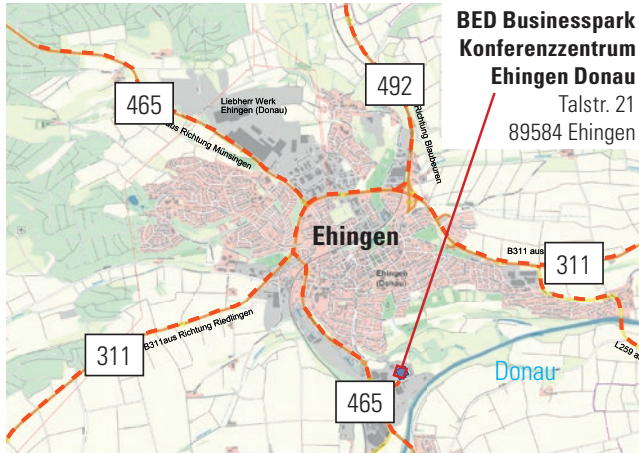 BED Businesspark
Konferenzzentrum
Ehingen Donau
Talstr. 21
89584 Ehingen
465
492
Liebherr Werk
Ehingen (Donau)
aus Richtung Münsingen
Richtung Blaubeuren
Ehingen
Ehingen
(Donau)
B311 aus
311
B311aus Richtung Riedlingen
311
L259 a
Donau
465